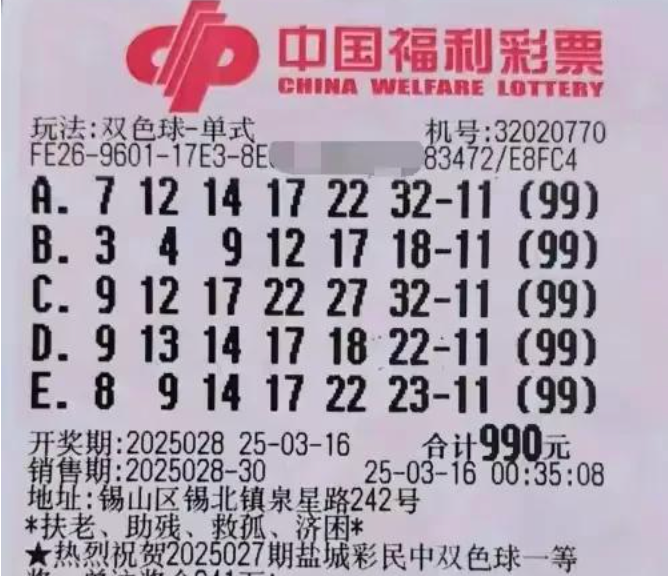 中国福利彩票
CHINA WELFARE LOTTERY
玩法:双色球-单式 机号:32020770
FE26-9601-17E3-8E 83472/E8FC4
A. 7 12 14 17 22 32-11 (99)
B. 3 4 9 12 17 18-11 (99)
C. 9 12 17 22 27 32-11 (99)
D. 9 13 14 17 18 22-11 (99)
E. 8 9 14 17 22 23-11 (99)
开奖期:2025028 25-03-16 合计990元
销售期:2025028-30 25-03-16 00:35:08
地址:锡山区锡北镇泉星路242号
*扶老、助残、救孤、济困*
★热烈祝贺2025027期盐城彩民中双色球一等